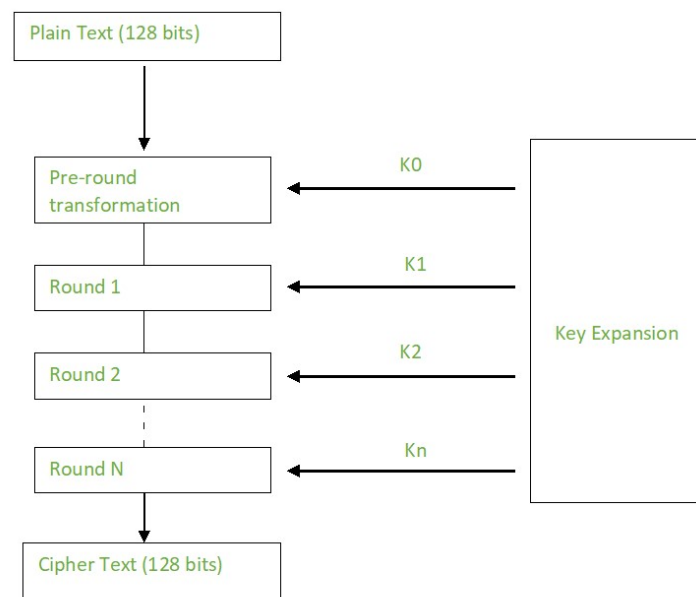 Plain Text (128 bits)
Pre-round
transformation
K0
Round 1
K1
Key Expansion
Round 2
K2
Round N
Kn
Cipher Text (128 bits)